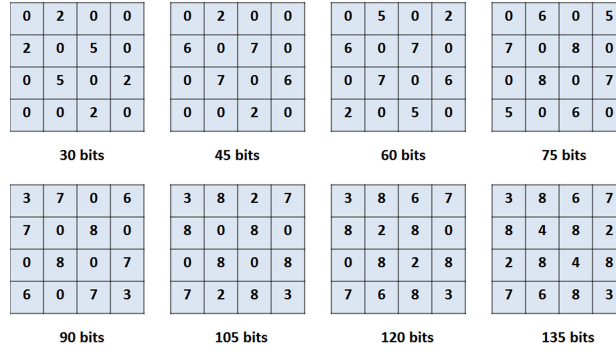 0 2 0 0 0 2 0 0 0 5 0 2 0 6 0 5
2 0 5 0 6 0 7 0 6 0 7 0 7 0 8 0
0 5 0 2 0 7 0 6 0 7 0 6 0 8 0 7
0 0 2 0 0 0 2 0 2 0 5 0 5 0 6 0
30 bits 45 bits 60 bits 75 bits
3 7 0 6 3 8 2 7 3 8 6 7 3 8 6 7
7 0 8 0 8 0 8 0 8 2 8 0 8 4 8 2
0 8 0 7 0 8 0 8 0 8 2 8 2 8 4 8
6 0 7 3 7 2 8 3 7 6 8 3 7 6 8 3
90 bits 105 bits 120 bits 135 bits